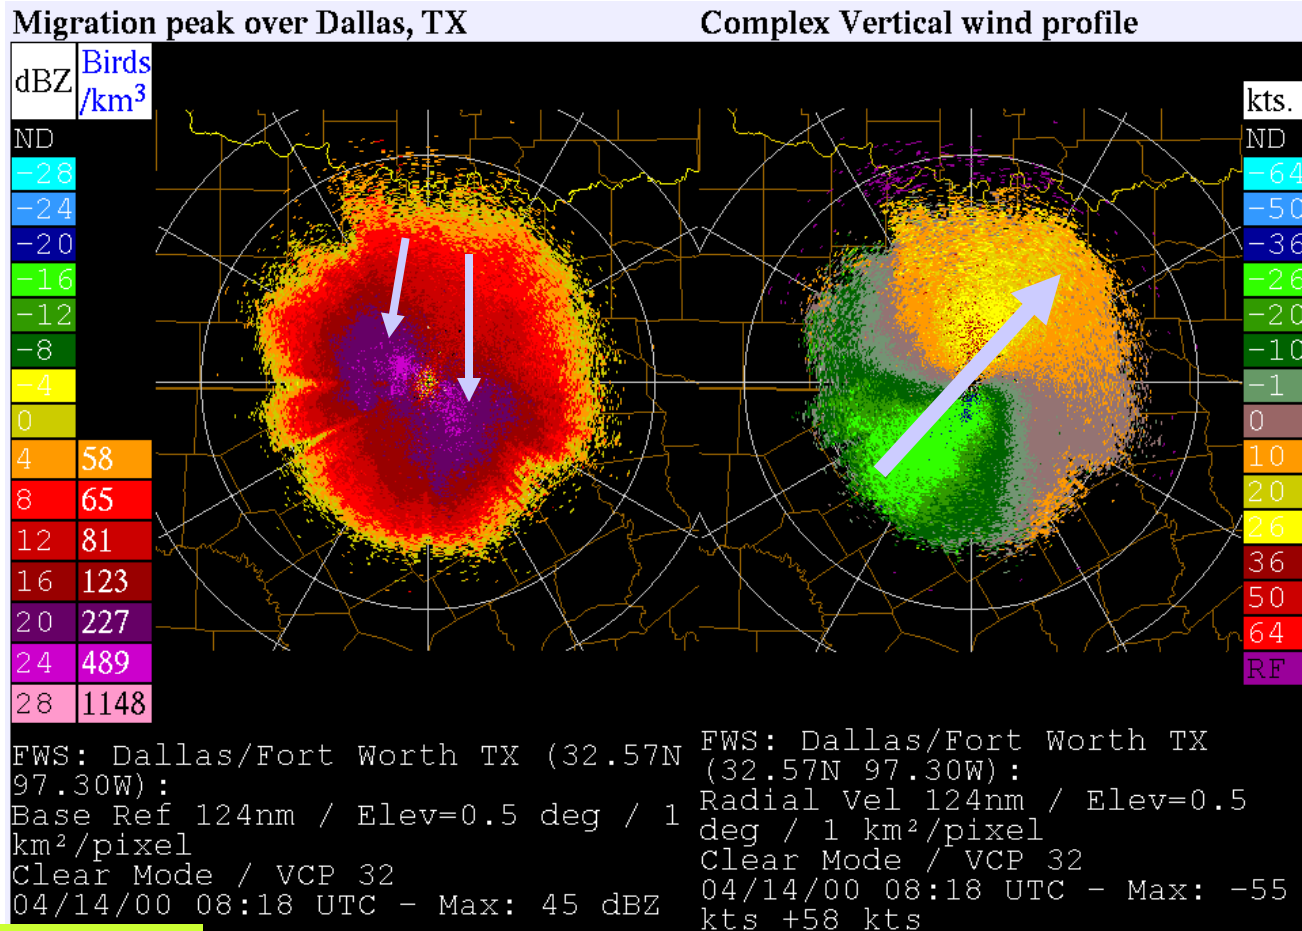 Migration peak over Dallas, TX
Complex Vertical wind profile
dBZ
Birds
/km³
ND
-28
-24
-20
-16
-12
-8
-4
0
4 58
8 65
12 81
16 123
20 227
24 489
28 1148
kts.
ND
-64
-50
-36
-26
-20
-10
-1
0
10
20
26
36
50
64
RF
FWS: Dallas/Fort Worth TX (32.57N
97.30W):
Base Ref 124nm / Elev=0.5 deg / 1
km²/pixel
Clear Mode / VCP 32
04/14/00 08:18 UTC - Max: 45 dBZ
FWS: Dallas/Fort Worth TX
(32.57N 97.30W):
Radial Vel 124nm / Elev=0.5
deg / 1 km²/pixel
Clear Mode / VCP 32
04/14/00 08:18 UTC - Max: -55
kts +58 kts